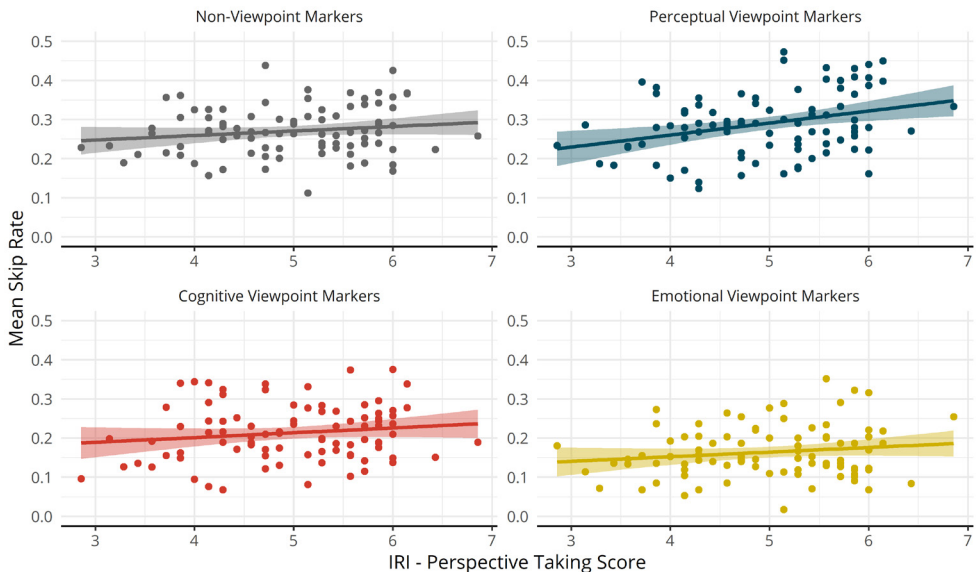 Non-Viewpoint Markers
Perceptual Viewpoint Markers
0.5
0.4
0.3
0.2
0.1
0.0
3 4 5 6 7
0.5
0.4
0.3
0.2
0.1
0.0
3 4 5 6 7
Mean Skip Rate
Cognitive Viewpoint Markers
Emotional Viewpoint Markers
0.5
0.4
0.3
0.2
0.1
0.0
3 4 5 6 7
0.5
0.4
0.3
0.2
0.1
0.0
3 4 5 6 7
IRI - Perspective Taking Score